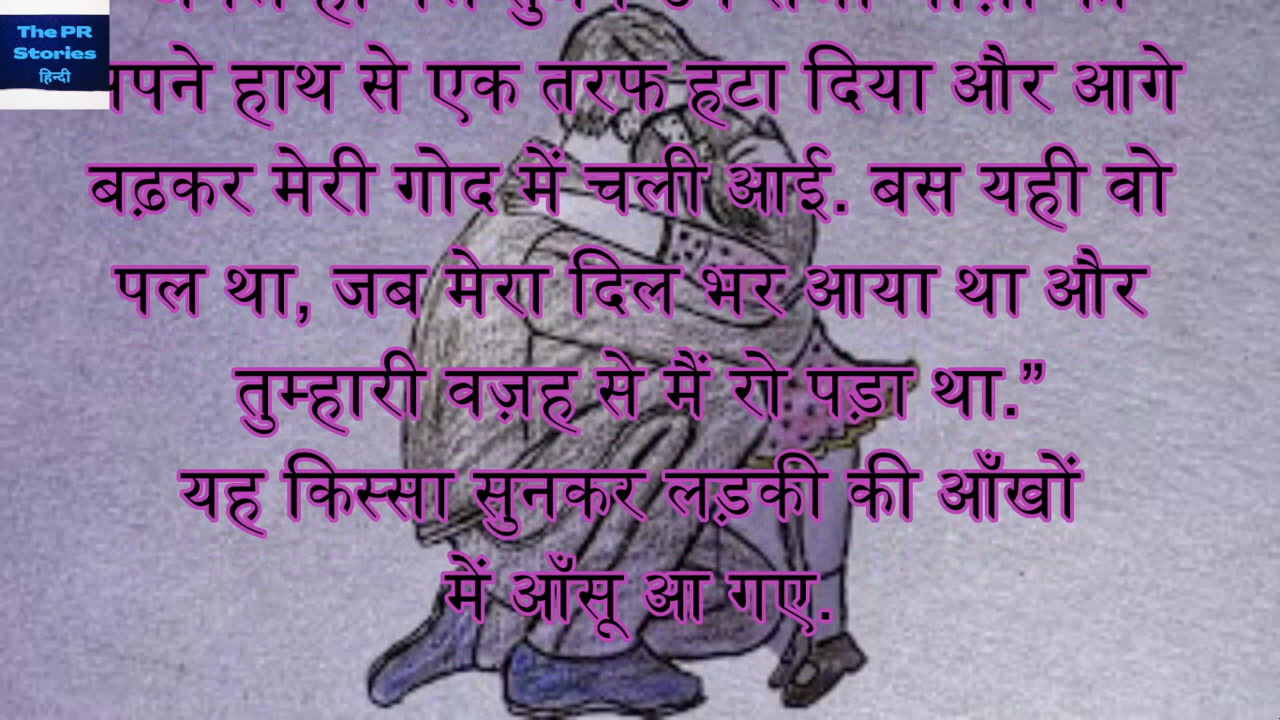 The PR
Stories
हिन्दी
हाथ से एक तरफ हटा दिया और आगे
बढ़कर मेरी गोद में चली आई. बस यही वो
पल था, जब मेरा दिल भर आया था और
तुम्हारी वज़ह से मैं रो पड़ा था.”
यह किस्सा सुनकर लड़की की आँखों
में आँसू आ गए.